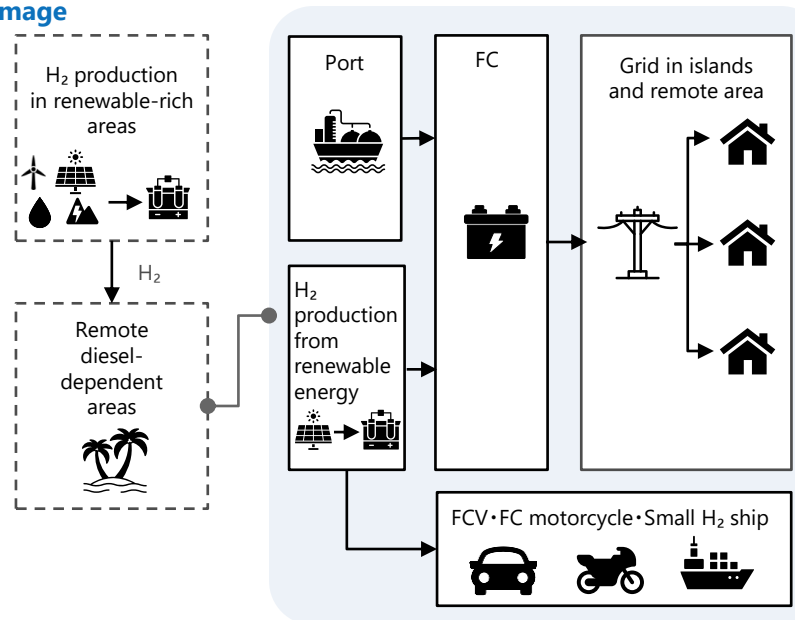 mage
H₂ production
in renewable-rich
areas
H₂
Remote
diesel-
dependent
areas
Port
H₂
production
from
renewable
energy
FC
Grid in islands
and remote area
FCV･FC motorcycle･Small H₂ ship